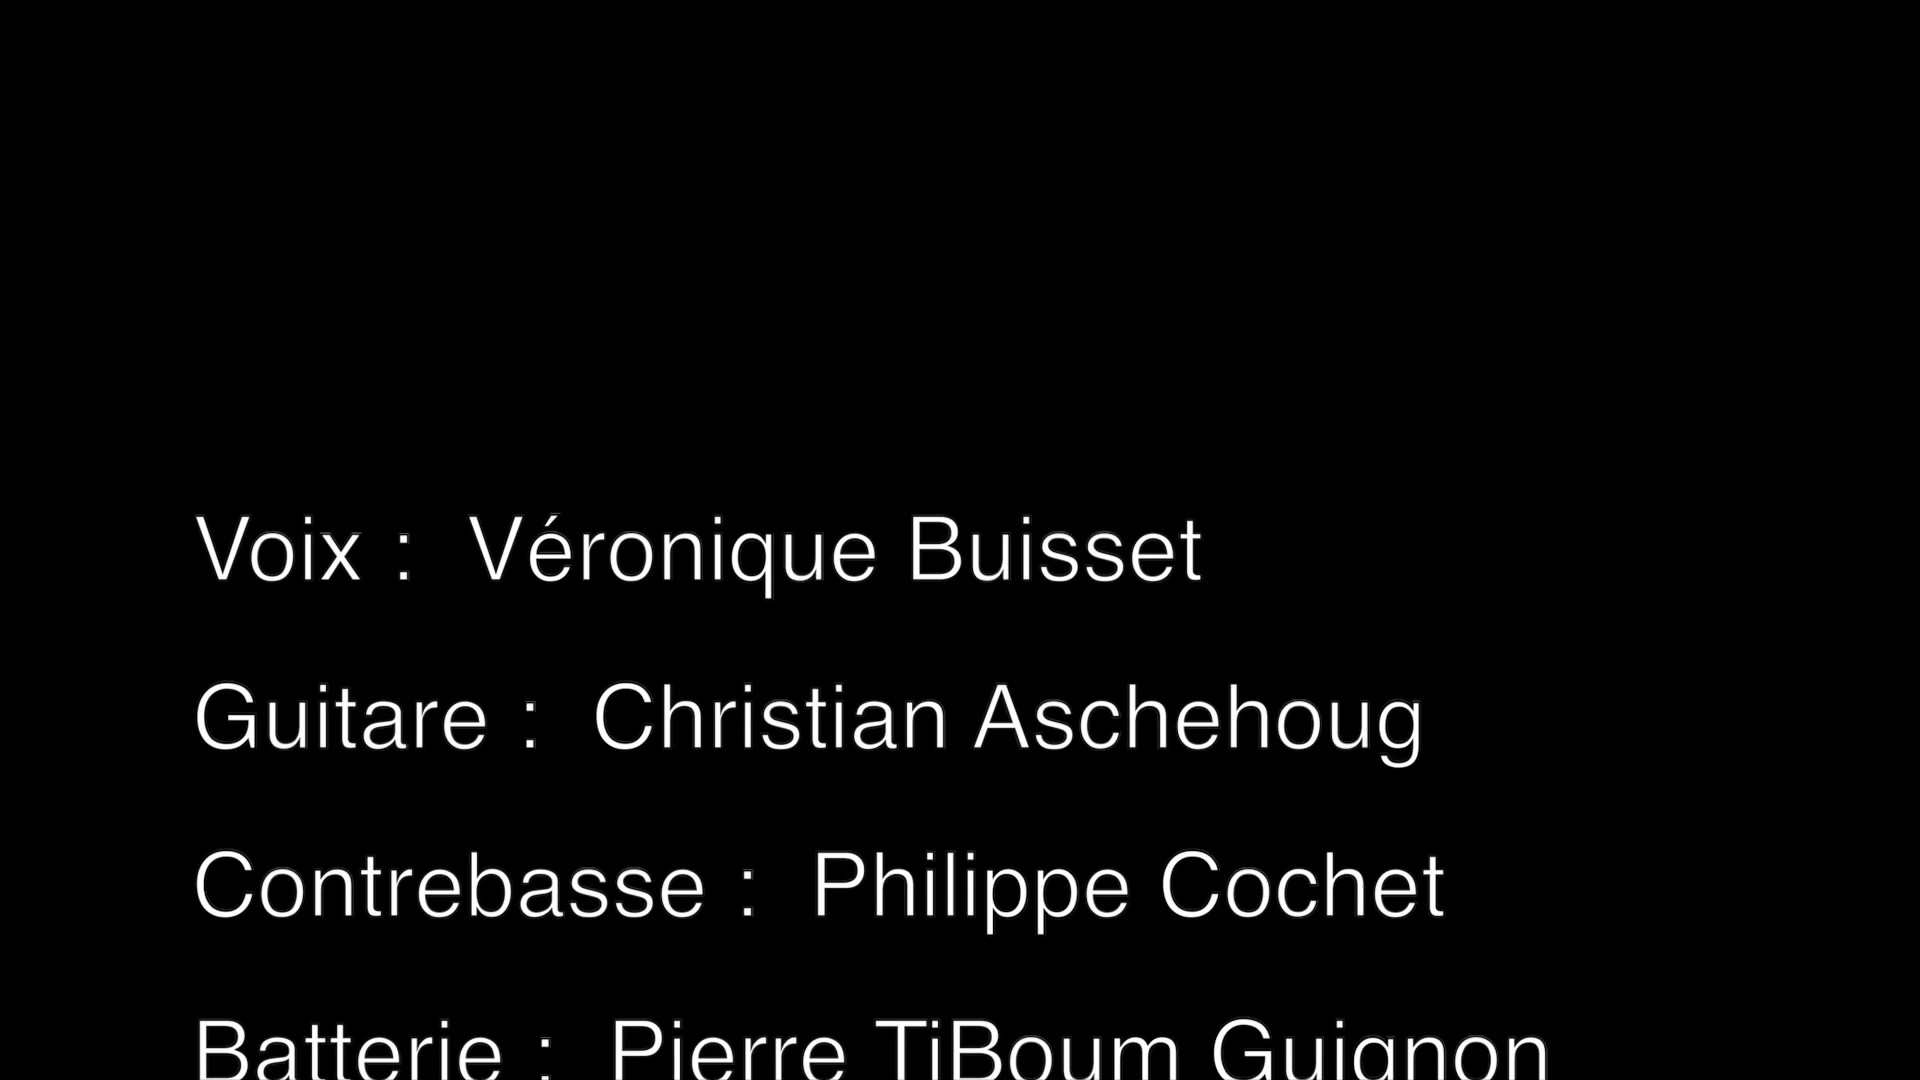 Voix :  Véronique Buisset
Guitare :  Christian Aschehoug
Contrebasse :  Philippe Cochet
Batterie :  Pierre TiBoum Guignon